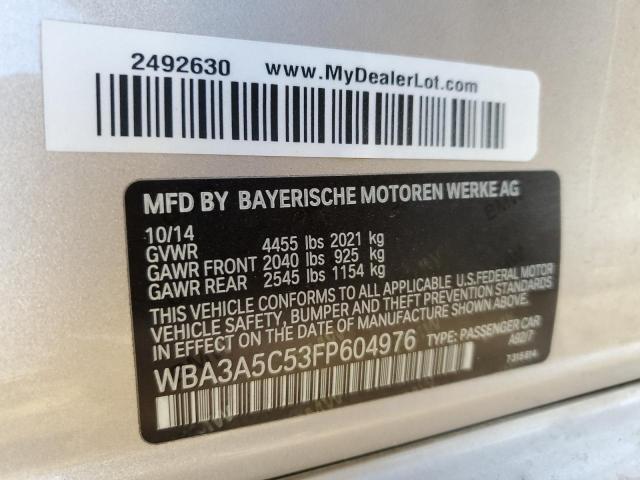 2492630 www.MyDealerLot.com
MFD BY BAYERISCHE MOTOREN WERKE AG
10/14
GVWR 4455 lbs 2021 kg
GAWR FRONT 2040 lbs 925 kg
GAWR REAR 2545 lbs 1154 kg
THIS VEHICLE CONFORMS TO ALL APPLICABLE U.S.FEDERAL MOTOR
VEHICLE SAFETY, BUMPER AND THEFT PREVENTION STANDARDS
IN EFFECT ON THE DATE OF MANUFACTURE SHOWN ABOVE.
WBA3A5C53FP604976 TYPE: PASSENGER CAR
A92/7